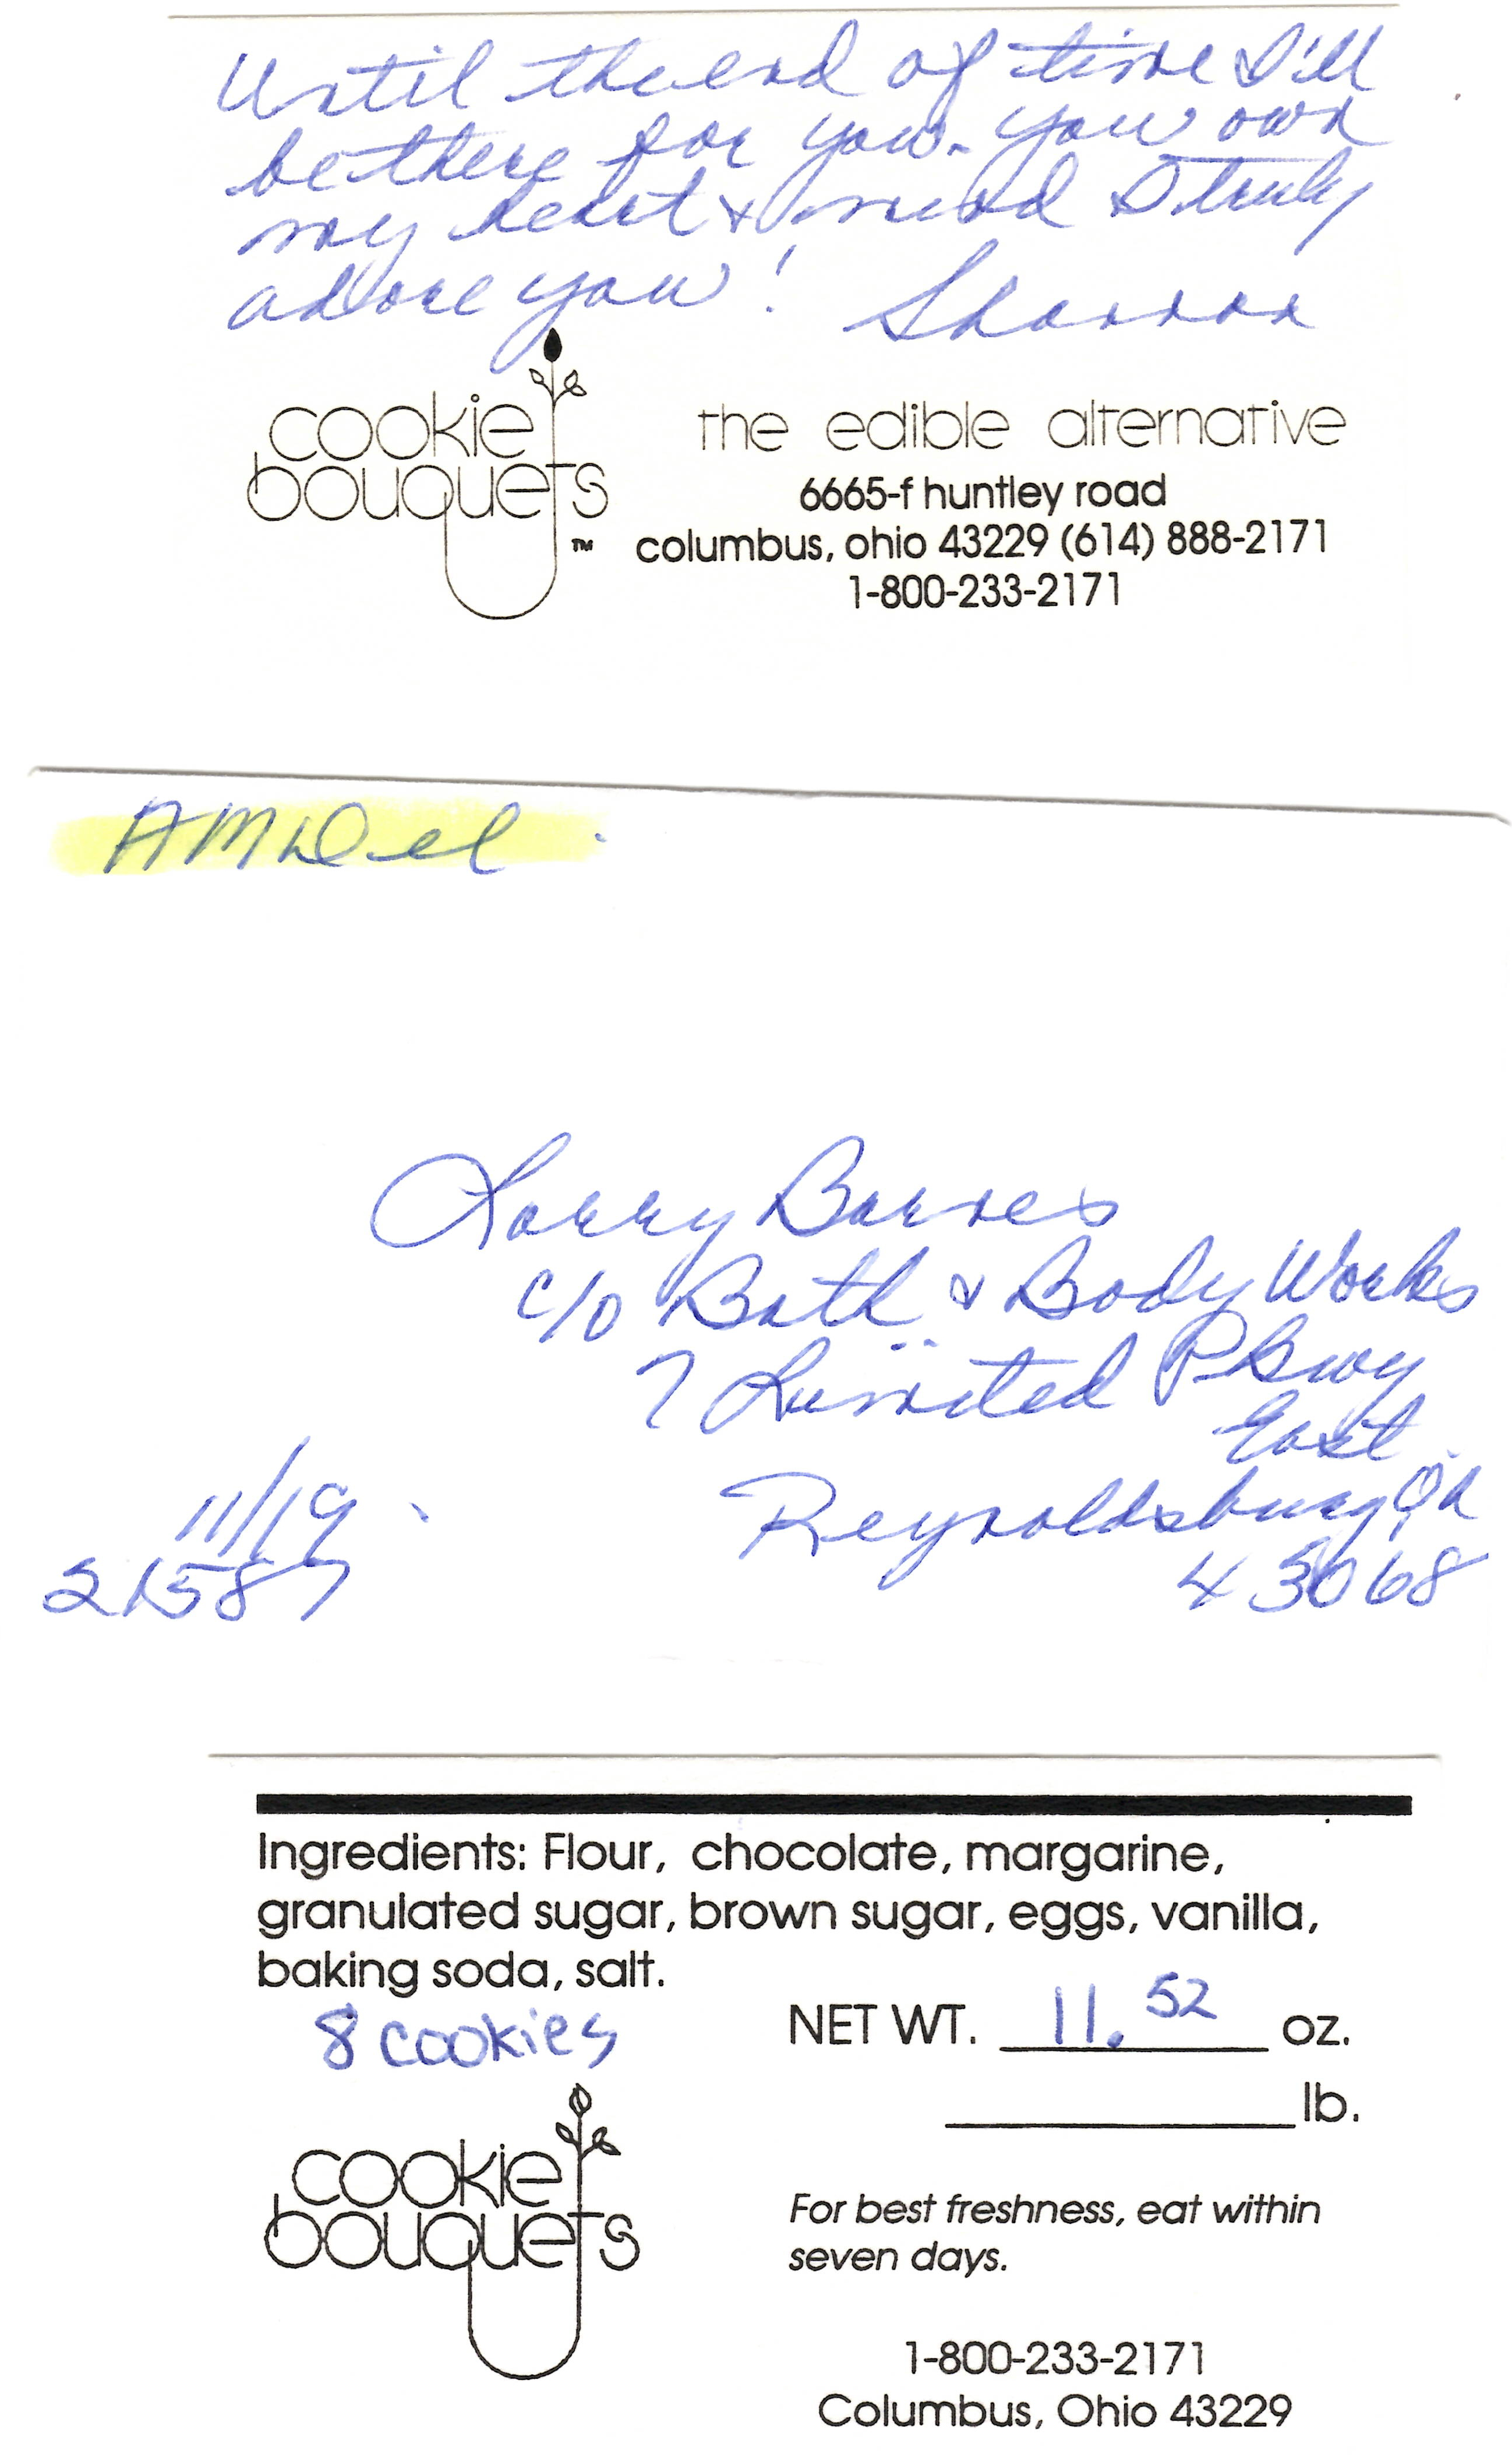 Until the end of time I'll
be there for you. You own
my heart & mind I truly
adore you! Shannon
cookie
bouquets
™
the edible alternative
6665-f huntley road
columbus, ohio 43229 (614) 888-2171
1-800-233-2171
AM Del
Larry Barnes
c/o Bath & Body Works
7 Limited Pkwy
East
Reynoldsburg, Oh
43068
11/19
21587
Ingredients: Flour, chocolate, margarine,
granulated sugar, brown sugar, eggs, vanilla,
baking soda, salt.
8 cookies
NET WT. 11.52 oz.
lb.
cookie
bouquets
For best freshness, eat within
seven days.
1-800-233-2171
Columbus, Ohio 43229